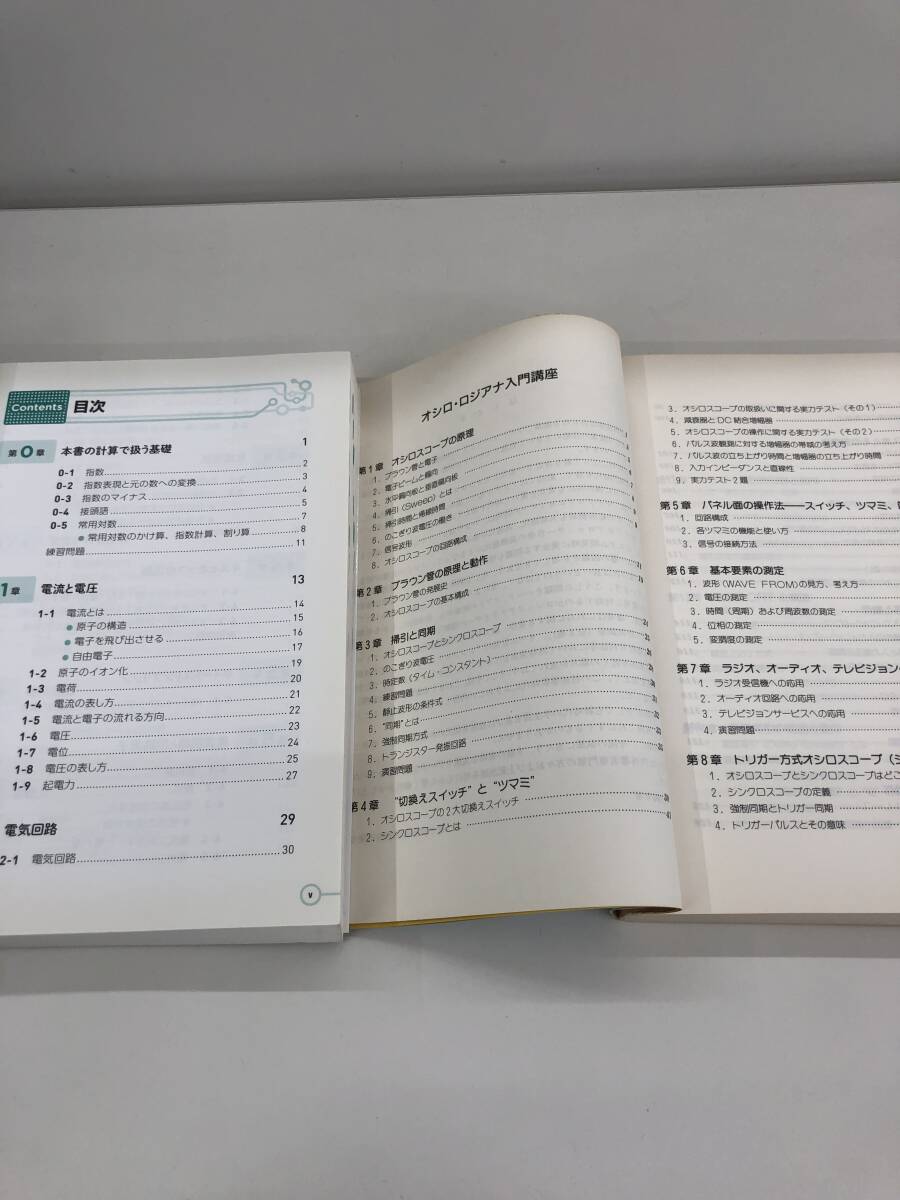 Contents 目次
第0章 本書の計算で扱う基礎 1
0-1 指数 2
0-2 指数表現と元の数への変換 3
0-3 指数のマイナス 4
0-4 接頭語 5
0-5 常用対数 7
●常用対数のかけ算、指数計算、割り算 8
練習問題 11
1章 電流と電圧 13
1-1 電流とは 14
●原子の構造 15
●電子を飛び出させる 16
●自由電子 17
1-2 原子のイオン化 19
1-3 電荷 20
1-4 電流の表し方 21
1-5 電流と電子の流れる方向 22
1-6 電圧 23
1-7 電位 24
1-8 電圧の表し方 25
1-9 起電力 27
電気回路 29
2-1 電気回路 30
v
オシロ・ロジアナ入門講座
第1章 オシロスコープの原理
1．ブラウン管と電子
2．電子ビームと偏向
3．水平偏向板と垂直偏向板
4．掃引（Sweep）とは
5．掃引時間と帰線時間
6．のこぎり波電圧の働き
7．信号波形
8．オシロスコープの回路構成
第2章 ブラウン管の原理と動作
1．ブラウン管の発展史
2．オシロスコープの基本構成
第3章 掃引と同期
1．オシロスコープとシンクロスコープ
2．のこぎり波電圧
3．時定数（タイム・コンスタント）
4．練習問題
5．静止波形の条件式
6．“同期”とは
7．強制同期方式
8．トランジスター発振回路
9．演習問題
第4章 “切換えスイッチ”と“ツマミ”
1．オシロスコープの2大切換えスイッチ
2．シンクロスコープとは
3．オシロスコープの取扱いに関する実力テスト（その1）
4．減衰器とDC結合増幅器
5．オシロスコープの操作に関する実力テスト（その2）
6．パルス波観測に対する増幅器の帯域の考え方
7．パルス波の立ち上がり時間と増幅器の立ち上がり時間
8．入力インピーダンスと直線性
9．実力テスト2題
第5章 パネル面の操作法――スイッチ、ツマミ、
1．回路構成
2．各ツマミの機能と使い方
3．信号の接続方法
第6章 基本要素の測定
1．波形（WAVE FROM）の見方、考え方
2．電圧の測定
3．時間（周期）および周波数の測定
4．位相の測定
5．変調度の測定
第7章 ラジオ、オーディオ、テレビジョン
1．ラジオ受信機への応用
2．オーディオ回路への応用
3．テレビジョンサービスへの応用
4．演習問題
第8章 トリガー方式オシロスコープ（
1．オシロスコープとシンクロスコープはどこ
2．シンクロスコープの定義
3．強制同期とトリガー同期
4．トリガーパルスとその意味